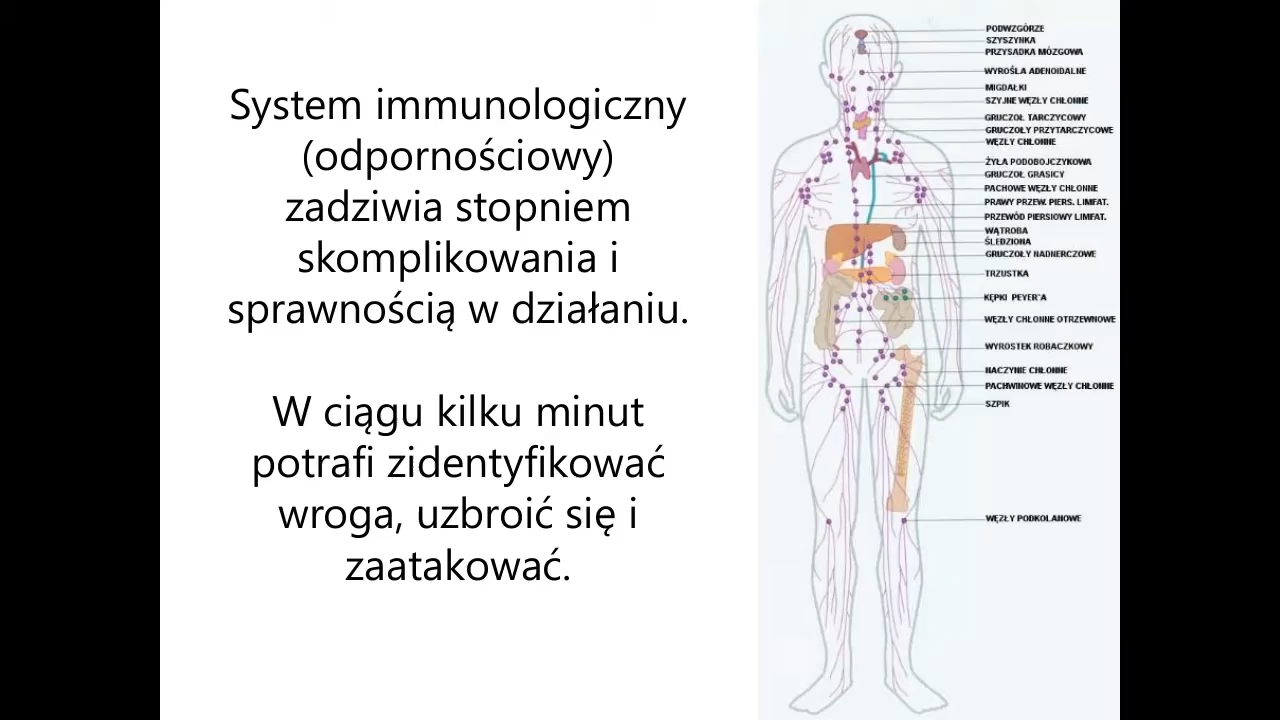 System immunologiczny
(odpornościowy)
zadziwia stopniem
skomplikowania i
sprawnością w działaniu.
W ciągu kilku minut
potrafi zidentyfikować
wroga, uzbroić się i
zaatakować.
PODWZGÓRZE
SZYSZYNKA
PRZYSADKA MÓZGOWA
WYROŚLA ADENOIDALNE
MIGDAŁKI
SZYJNE WĘZŁY CHŁONNE
GRUCZOŁ TARCZYCOWY
GRUCZOŁY PRZYTARCZYCOWE
WĘZŁY CHŁONNE
ŻYŁA PODOBOJCZYKOWA
GRUCZOŁ GRASICY
PACHOWE WĘZŁY CHŁONNE
PRAWY PRZEW. PIERS. LIMFAT.
PRZEWÓD PIERSIOWY LIMFAT.
WĄTROBA
ŚLEDZIONA
GRUCZOŁY NADNERCZOWE
TRZUSTKA
KĘPKI PEYER"A
WĘZŁY CHŁONNE OTRZEWNOWE
WYROSTEK ROBACZKOWY
NACZYNIE CHŁONNE
PACHWINOWE WĘZŁY CHŁONNE
SZPIK
WĘZŁY PODKOLANOWE